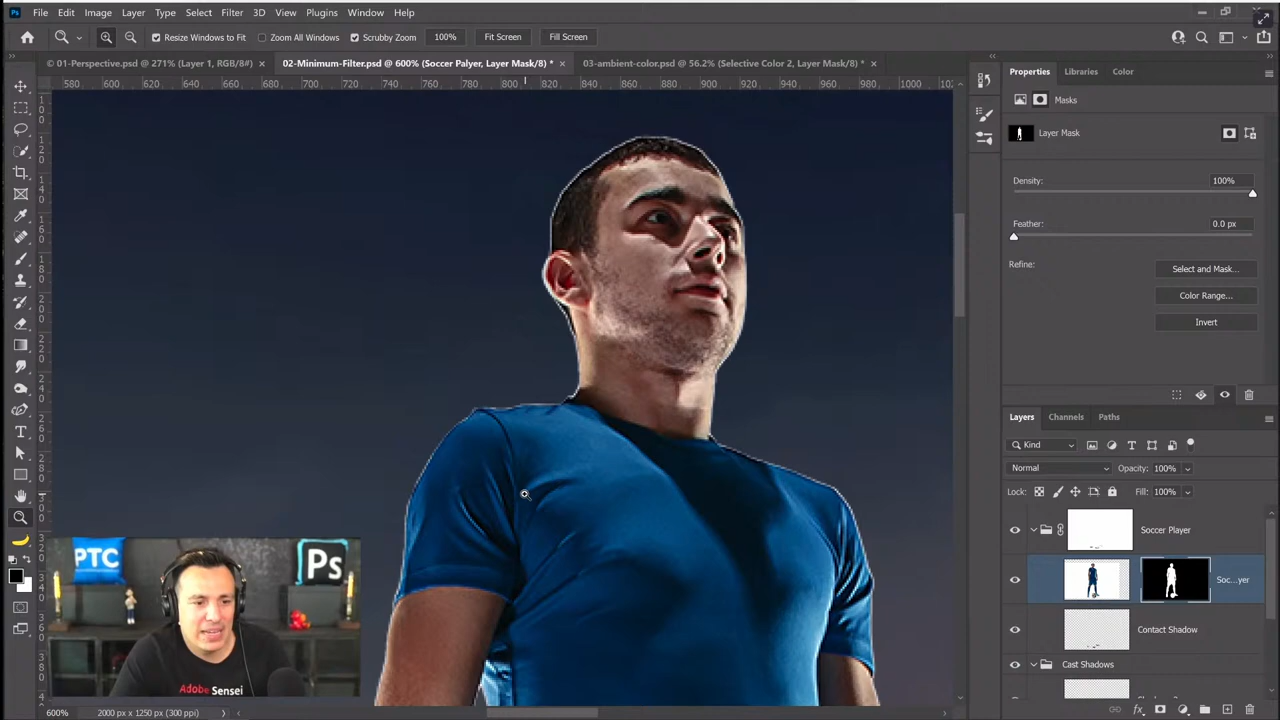 Ps File Edit Image Layer Type Select Filter 3D View Plugins Window Help
Resize Windows to Fit Zoom All Windows Scrubby Zoom 100% Fit Screen Fill Screen
© 01-Perspective.psd @ 271% (Layer 1, RGB/8#) × 02-Minimum-Filter.psd @ 600% (Soccer Palyer, Layer Mask/8) * × 03-ambient-color.psd @ 56.2% (Selective Color 2, Layer Mask/8) * ×
580 620 640 660 680 700 720 740 760 780 800 820 840 860 880 900 920 940 960 980 1000
Properties Libraries Color
Masks
Layer Mask
Density: 100%
Feather: 0.0 px
Refine:
Select and Mask...
Color Range...
Invert
Layers Channels Paths
Kind
Normal Opacity: 100%
Lock: Fill: 100%
Soccer Player
Soc...yer
Contact Shadow
Cast Shadows
PTC
Ps
Adobe Sensei
600% 2000 px x 1250 px (300 ppi)